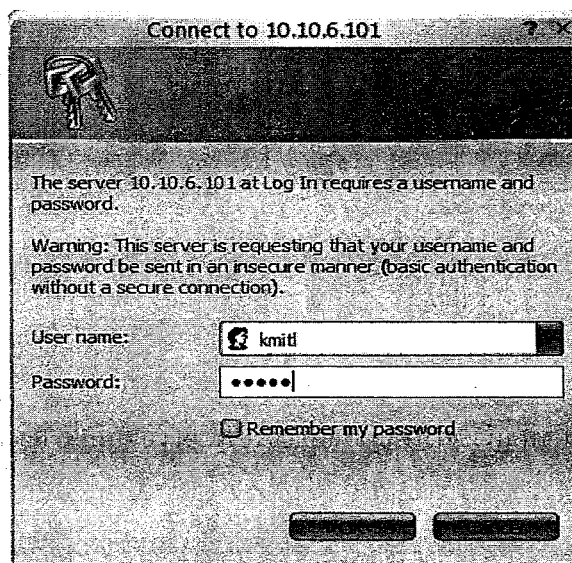 Connect to 10.10.6.101
? ×
The server 10.10.6.101 at Log In requires a username and
password.
Warning: This server is requesting that your username and
password be sent in an insecure manner (basic authentication
without a secure connection).
User name:
kmitl
Password:
●●●●●
Remember my password